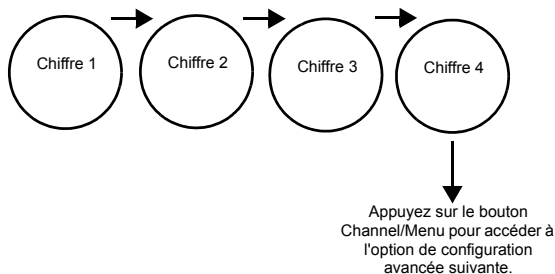 Chiffre 1
Chiffre 2
Chiffre 3
Chiffre 4
Appuyez sur le bouton
Channel/Menu pour accéder à
l'option de configuration
avancée suivante.